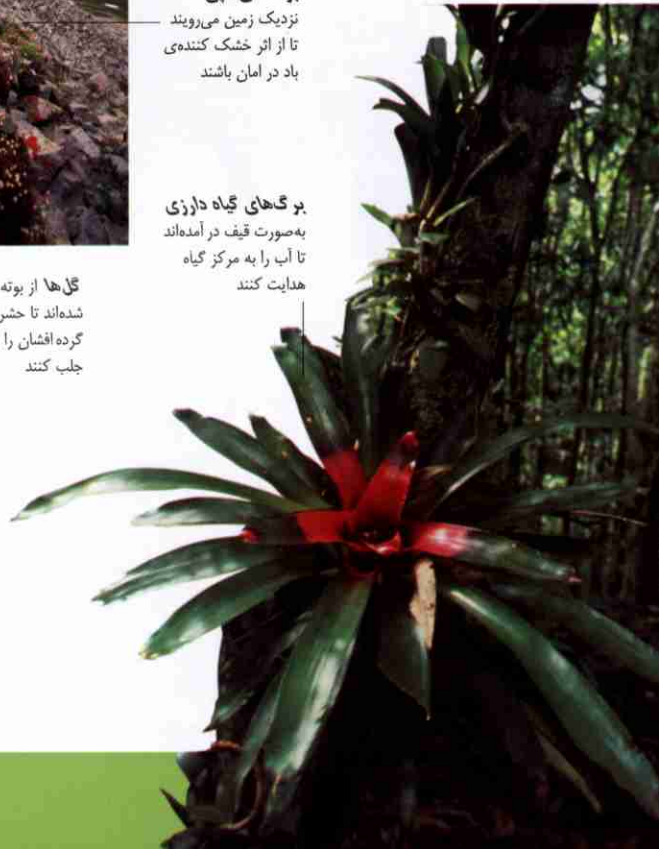 نزدیک زمین می‌رویند
تا از اثر خشک کننده‌ی
باد در امان باشند
بر گ‌های گیاه دارزی
به‌صورت قیف در آمده‌اند
تا آب را به مرکز گیاه
هدایت کنند
گل‌ها از بوته
شده‌اند تا حشر
گرده افشان را
جلب کنند